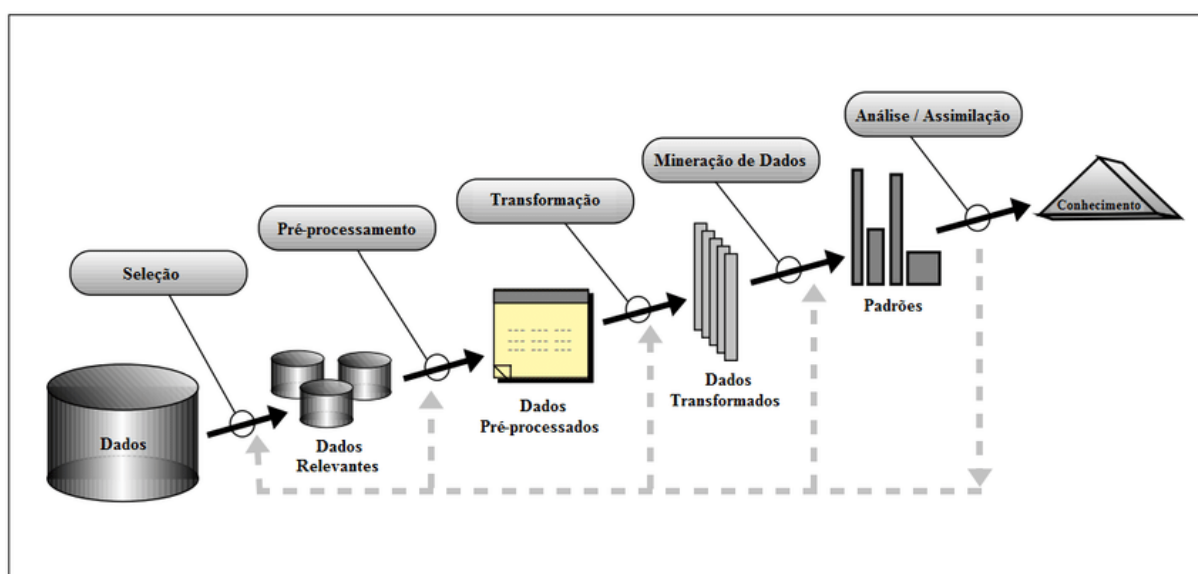 Análise / Assimilação
Mineração de Dados
Transformação
Pré-processamento
Seleção
Conhecimento
Padrões
Dados
Transformados
Dados
Pré-processados
Dados
Relevantes
Dados